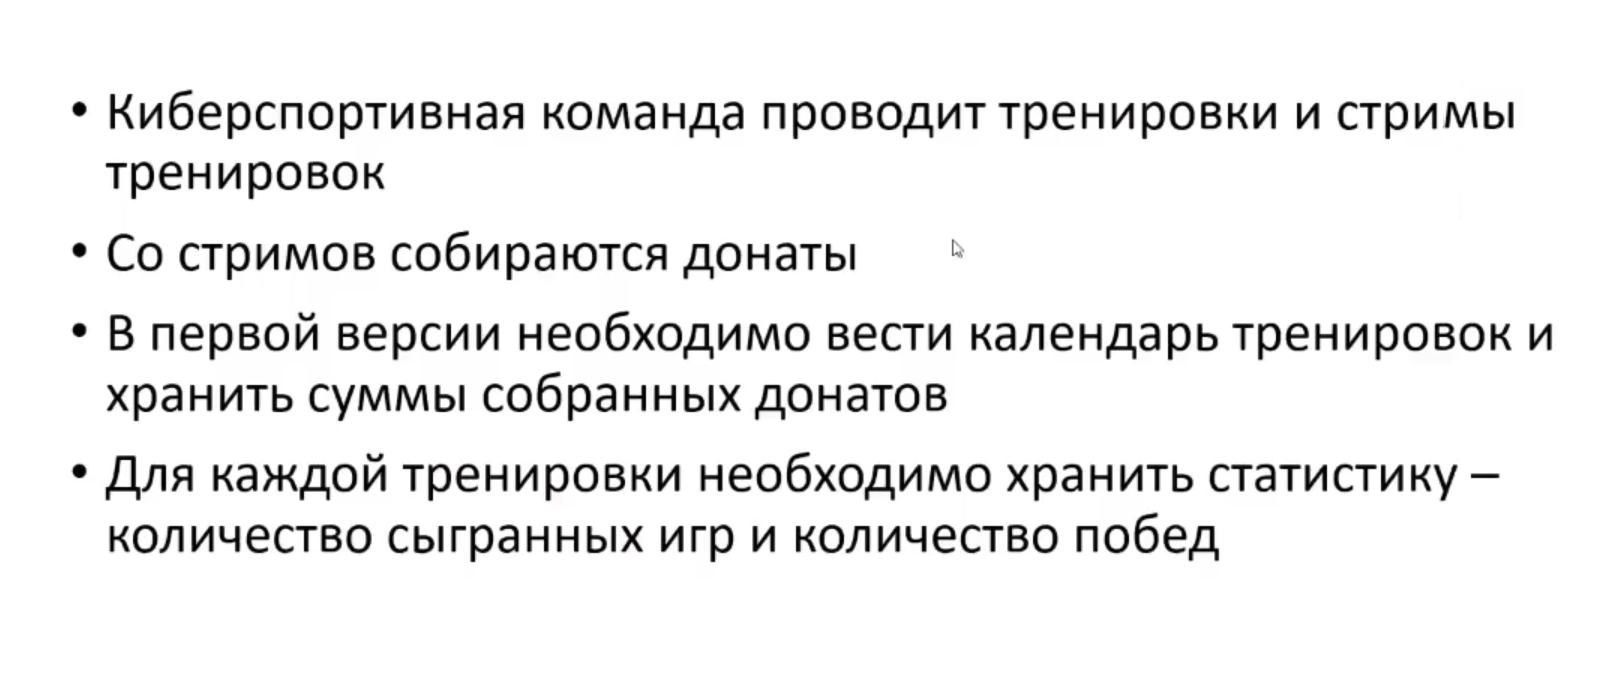 • Киберспортивная команда проводит тренировки и стримы
тренировок
• Со стримов собираются донаты
• В первой версии необходимо вести календарь тренировок и
хранить суммы собранных донатов
• Для каждой тренировки необходимо хранить статистику –
количество сыгранных игр и количество побед